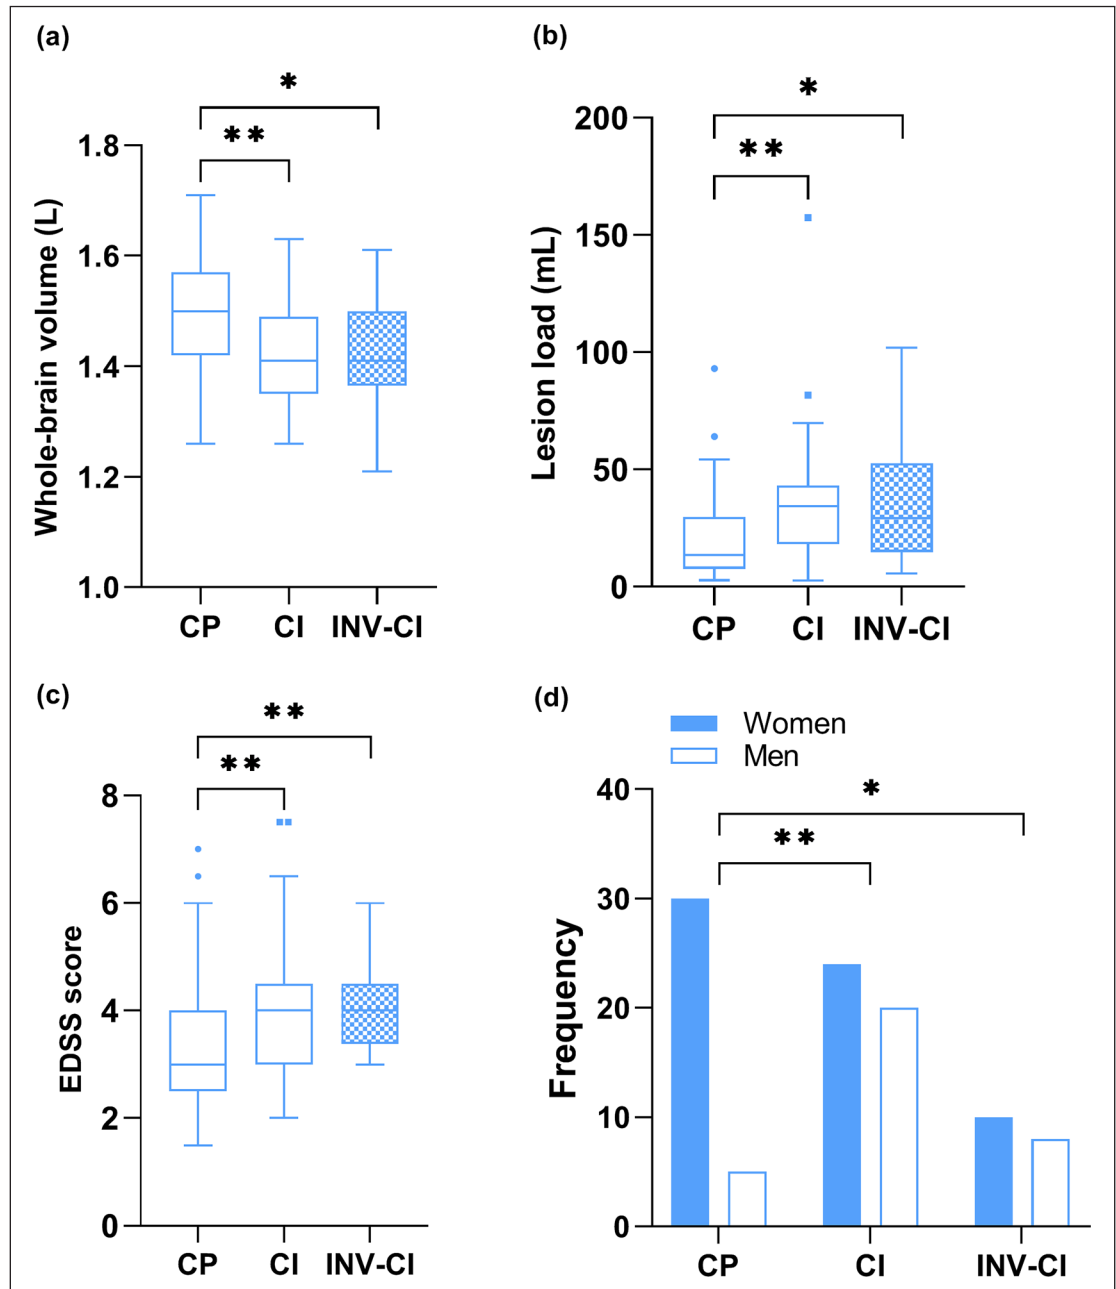 (a)
*
**
Whole-brain volume (L)
1.8
1.6
1.4
1.2
1.0
CP CI INV-CI
(b)
*
**
Lesion load (mL)
200
150
100
50
0
CP CI INV-CI
(c)
**
**
EDSS score
8
6
4
2
0
CP CI INV-CI
(d)
Women
Men
*
**
Frequency
40
30
20
10
0
CP CI INV-CI